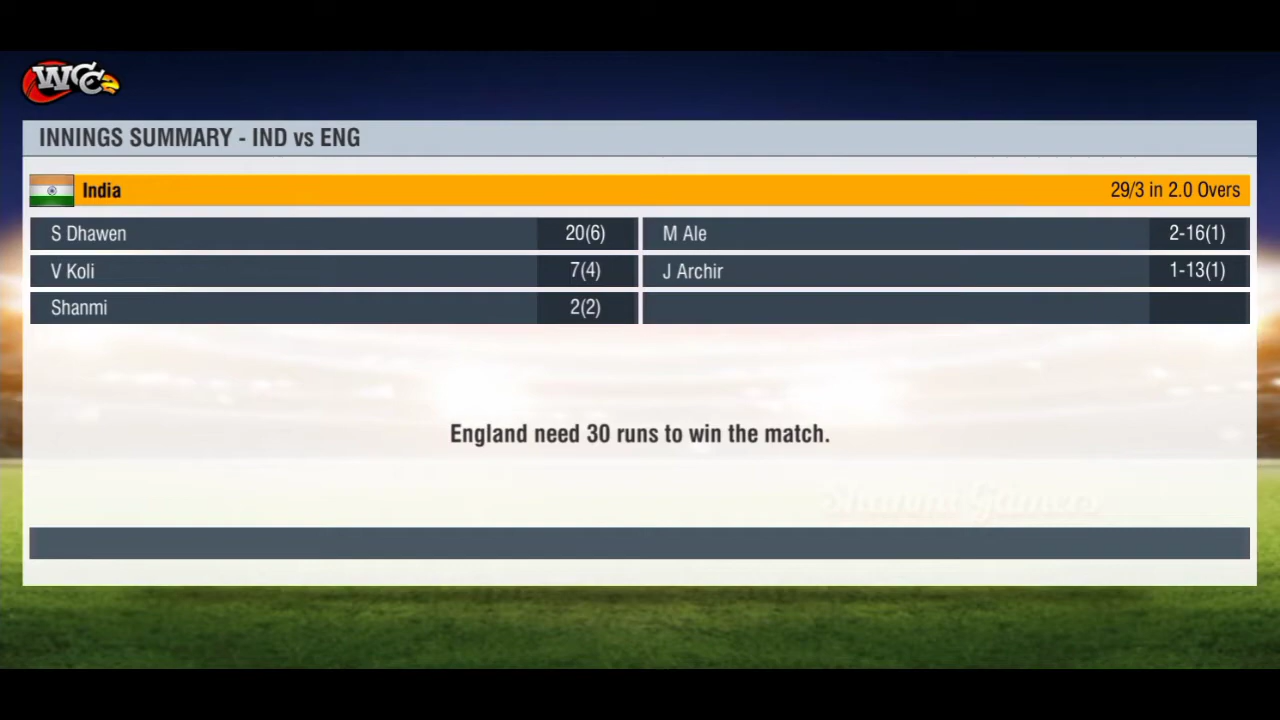 WCC
INNINGS SUMMARY - IND vs ENG
India 29/3 in 2.0 Overs
S Dhawen 20(6) M Ale 2-16(1)
V Koli 7(4) J Archir 1-13(1)
Shanmi 2(2)
England need 30 runs to win the match.
Shanmi Gamers